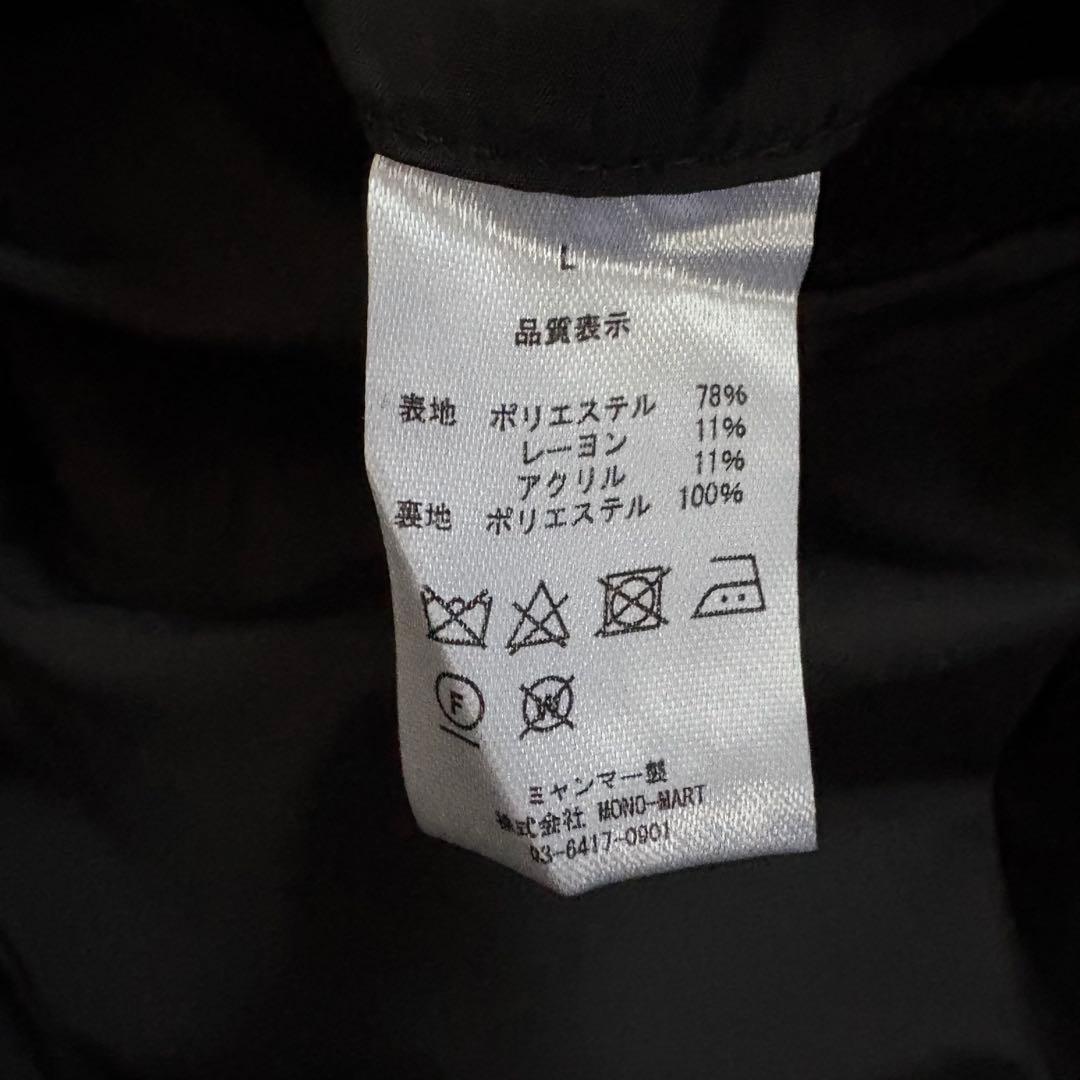 L
品質表示
表地 ポリエステル 78%
レーヨン 11%
アクリル 11%
裏地 ポリエステル 100%
F
W
ミャンマー製
株式会社 MONO-MART
03-6417-0901